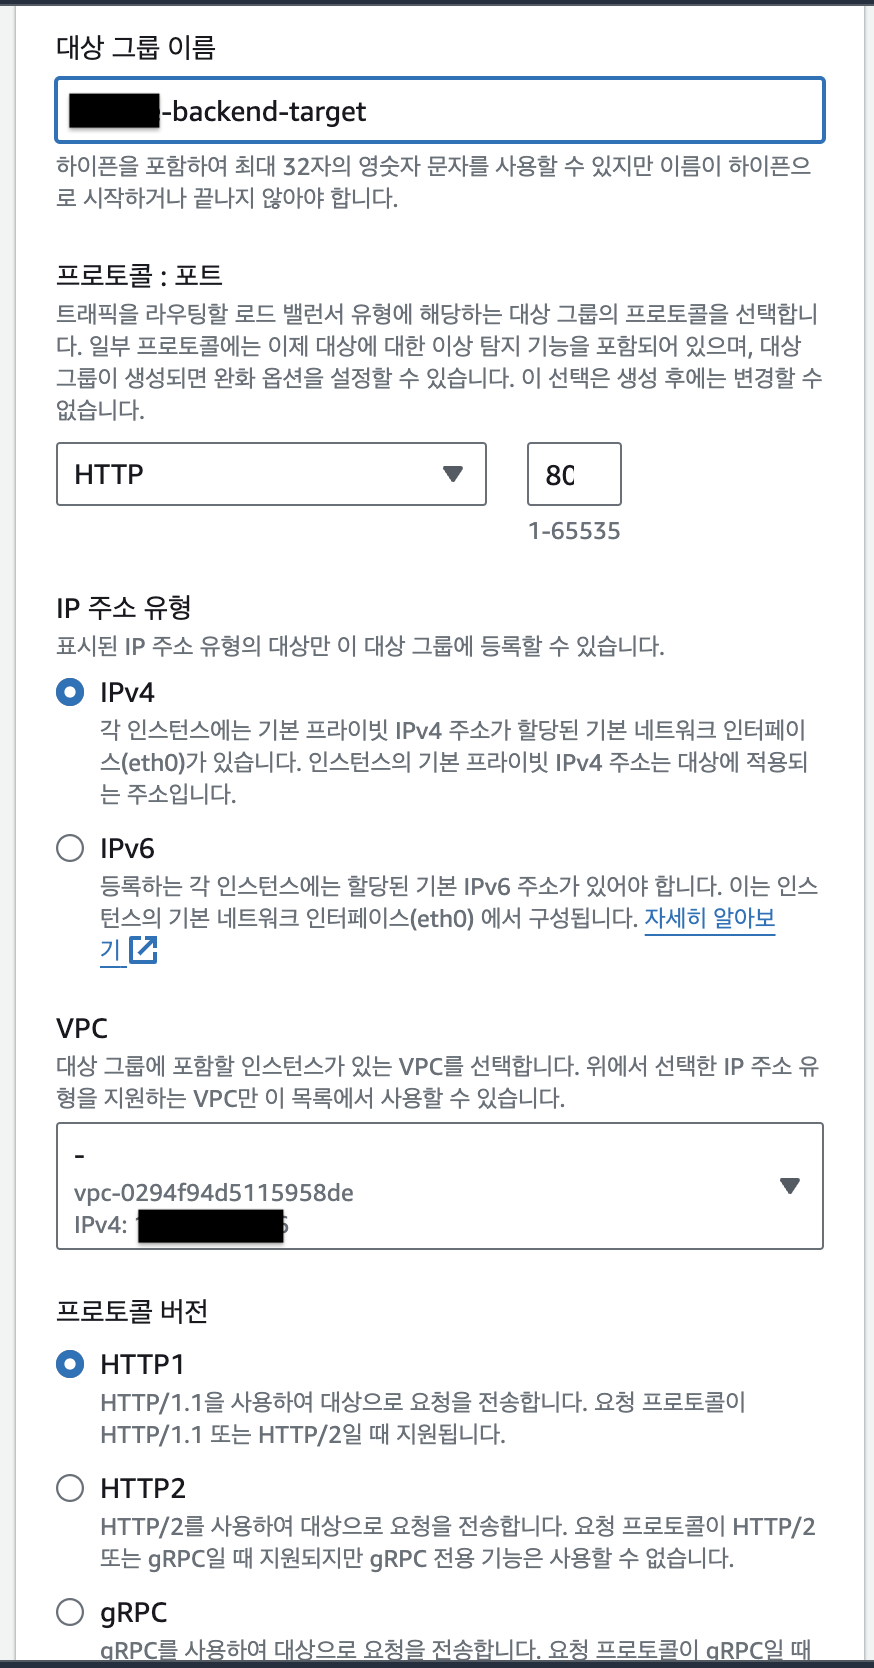 대상 그룹 이름
-backend-target
하이픈을 포함하여 최대 32자의 영숫자 문자를 사용할 수 있지만 이름이 하이픈으
로 시작하거나 끝나지 않아야 합니다.
프로토콜 : 포트
트래픽을 라우팅할 로드 밸런서 유형에 해당하는 대상 그룹의 프로토콜을 선택합니
다. 일부 프로토콜에는 이제 대상에 대한 이상 탐지 기능을 포함되어 있으며, 대상
그룹이 생성되면 완화 옵션을 설정할 수 있습니다. 이 선택은 생성 후에는 변경할 수
없습니다.
HTTP
80
1-65535
IP 주소 유형
표시된 IP 주소 유형의 대상만 이 대상 그룹에 등록할 수 있습니다.
IPv4
각 인스턴스에는 기본 프라이빗 IPv4 주소가 할당된 기본 네트워크 인터페이
스(eth0)가 있습니다. 인스턴스의 기본 프라이빗 IPv4 주소는 대상에 적용되
는 주소입니다.
IPv6
등록하는 각 인스턴스에는 할당된 기본 IPv6 주소가 있어야 합니다. 이는 인스
턴스의 기본 네트워크 인터페이스(eth0) 에서 구성됩니다. 자세히 알아보
기
VPC
대상 그룹에 포함할 인스턴스가 있는 VPC를 선택합니다. 위에서 선택한 IP 주소 유
형을 지원하는 VPC만 이 목록에서 사용할 수 있습니다.
-
vpc-0294f94d5115958de
IPv4:
프로토콜 버전
HTTP1
HTTP/1.1을 사용하여 대상으로 요청을 전송합니다. 요청 프로토콜이
HTTP/1.1 또는 HTTP/2일 때 지원됩니다.
HTTP2
HTTP/2를 사용하여 대상으로 요청을 전송합니다. 요청 프로토콜이 HTTP/2
또는 gRPC일 때 지원되지만 gRPC 전용 기능은 사용할 수 없습니다.
gRPC
gRPC를 사용하여 대상으로 요청을 전송합니다. 요청 프로토콜이 gRPC일 때